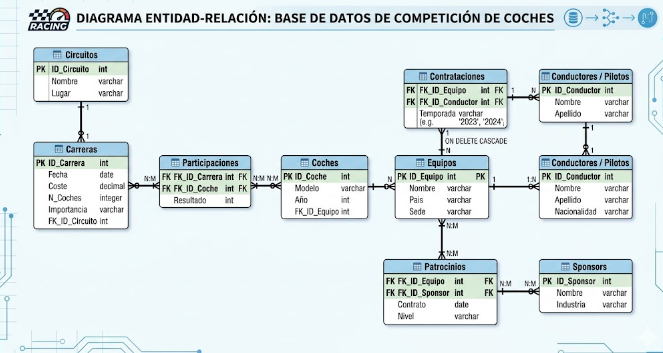 RACING
DIAGRAMA ENTIDAD-RELACIÓN: BASE DE DATOS DE COMPETICIÓN DE COCHES
Circuitos
PK ID_Circuito int
Nombre varchar
Lugar varchar
1
Carreras
PK ID_Carrera int
Fecha date
Coste decimal
N_Coches integer
Importancia varchar
FK_ID_Circuito int
N:M
Participaciones
FK FK_ID_Carrera int FK
FK FK_ID_Coche int FK
Resultado int
N:M N:M
Coches
PK ID_Coche int
Modelo varchar
Año int
FK_ID_Equipo int
1 N
Contrataciones
FK FK_ID_Equipo int FK
FK FK_ID_Conductor int FK
Temporada varchar
(e.g. '2023', '2024',
1 N
Conductores / Pilotos
PK ID_Conductor int
Nombre varchar
Apellido varchar
1
1
ON DELETE CASCADE
N
Equipos
PK ID_Equipo int PK
Nombre varchar
Pais varchar
Sede varchar
1 1:N
1
Conductores / Pilotos
PK ID_Conductor int
Nombre varchar
Apellido varchar
Nacionalidad varchar
N:M
N:M
Patrocinios
FK FK_ID_Equipo int FK
FK FK_ID_Sponsor int FK
Contrato date
Nivel varchar
N:M N:M
Sponsors
PK ID_Sponsor int
Nombre varchar
Industria varchar